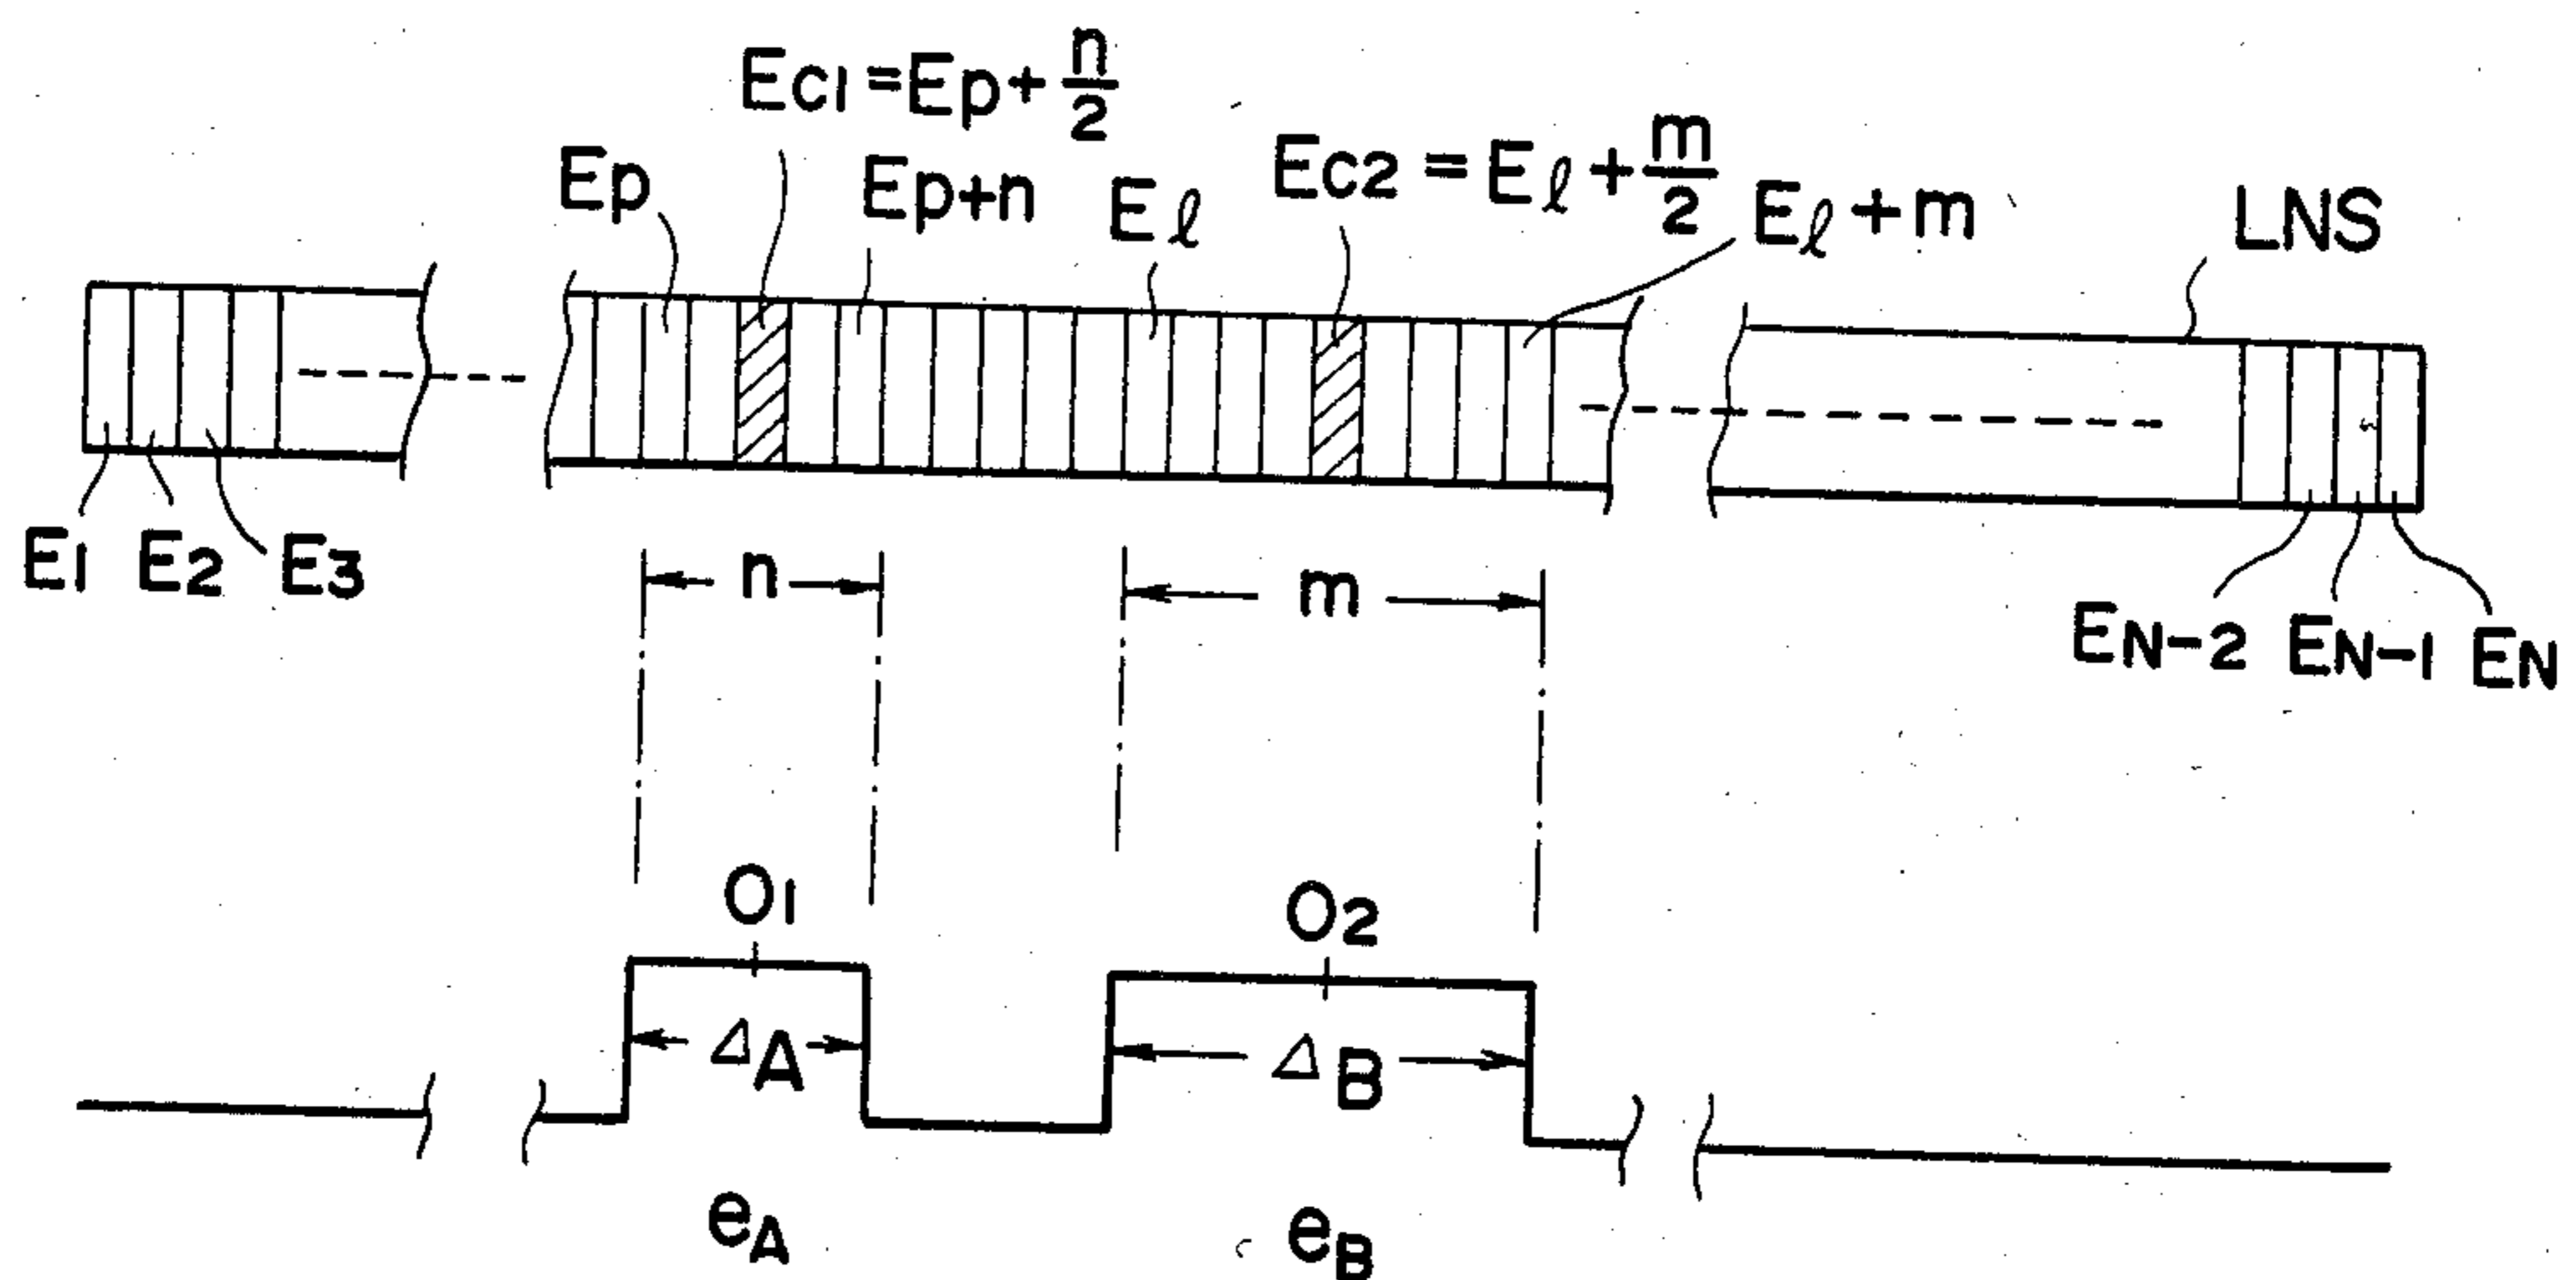 Ec1 = Ep + n/2
Ep
Ep+n
Eℓ
Ec2 = Eℓ + m/2
Eℓ + m
LNS
E1 E2 E3
n
m
EN-2 EN-1 EN
O1
O2
ΔA
ΔB
eA
eB